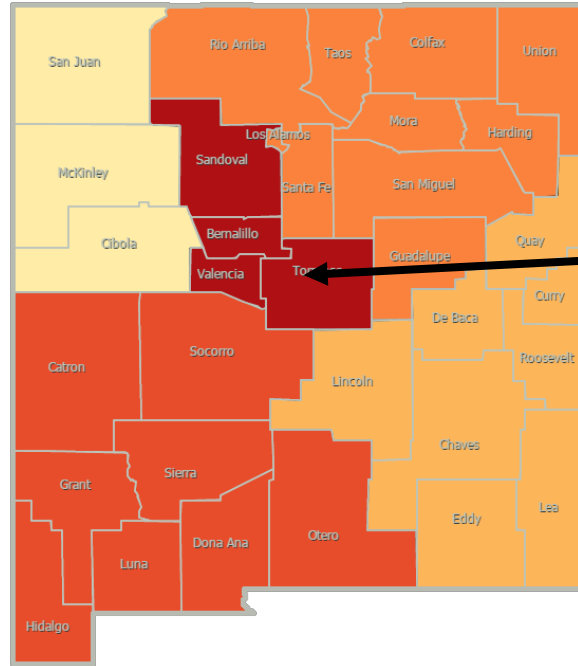 Rio Arriba
Taos
Colfax
Union
San Juan
Los Alamos
Mora
Harding
Sandoval
McKinley
Santa Fe
San Miguel
Bernalillo
Cibola
Quay
Guadalupe
Valencia
Curry
De Baca
Socorro
Roosevelt
Catron
Lincoln
Chaves
Sierra
Grant
Lea
Eddy
Otero
Dona Ana
Luna
Hidalgo